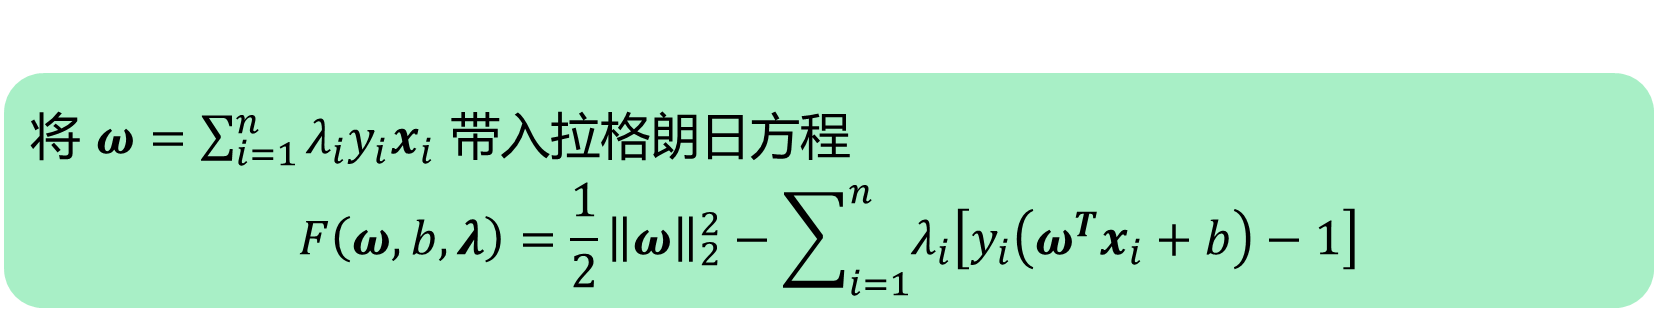 将 𝝎 = ∑ᵢ₌₁ⁿ λᵢyᵢ𝒙ᵢ 带入拉格朗日方程
F(𝝎, b, 𝝀) = 1/2 ‖𝝎‖₂² − ∑ᵢ₌₁ⁿ λᵢ[yᵢ(𝝎ᵀ𝒙ᵢ + b) − 1]